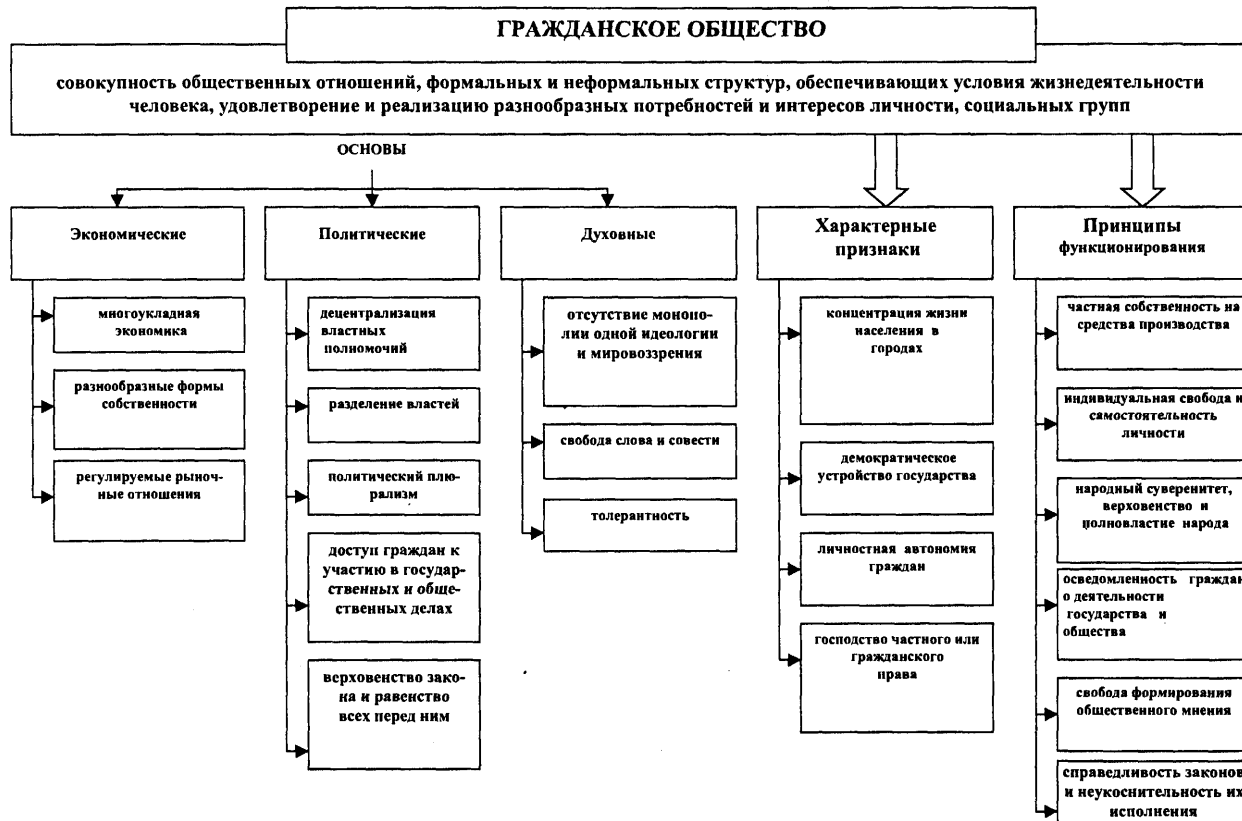 ГРАЖДАНСКОЕ ОБЩЕСТВО
совокупность общественных отношений, формальных и неформальных структур, обеспечивающих условия жизнедеятельности
человека, удовлетворение и реализацию разнообразных потребностей и интересов личности, социальных групп
ОСНОВЫ
Экономические
многоукладная
экономика
разнообразные формы
собственности
регулируемые рыноч-
ные отношения
Политические
децентрализация
властных
полномочий
разделение властей
политический плю-
рализм
доступ граждан к
участию в государ-
ственных и обще-
ственных делах
верховенство зако-
на и равенство
всех перед ним
Духовные
отсутствие монопо-
лии одной идеологии
и мировоззрения
свобода слова и совести
толерантность
Характерные
признаки
концентрация жизни
населения в
городах
демократическое
устройство государства
личностная автономия
граждан
господство частного или
гражданского
права
Принципы
функционирования
частная собственность на
средства производства
индивидуальная свобода и
самостоятельность
личности
народный суверенитет,
верховенство и
полновластие народа
осведомленность граждан
о деятельности
государства и
общества
свобода формирования
общественного мнения
справедливость законов
и неукоснительность их
исполнения